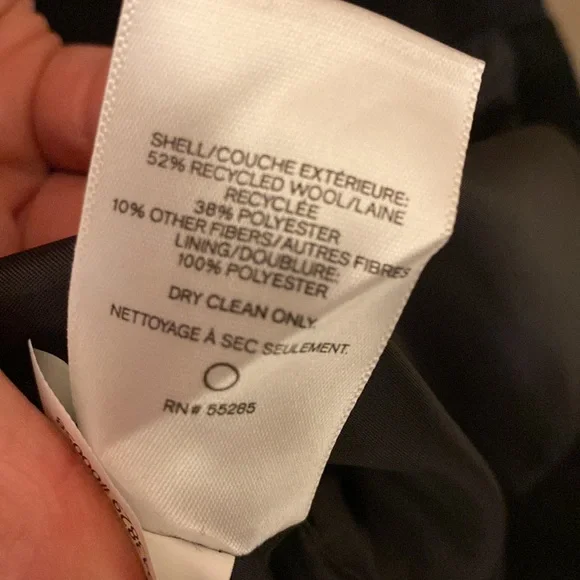 SHELL/COUCHE EXTÉRIEURE:
52% RECYCLED WOOL/LAINE
RECYCLÉE
38% POLYESTER
10% OTHER FIBERS/AUTRES FIBRES
LINING/DOUBLURE:
100% POLYESTER
DRY CLEAN ONLY.
NETTOYAGE À SEC SEULEMENT.
RN# 55285